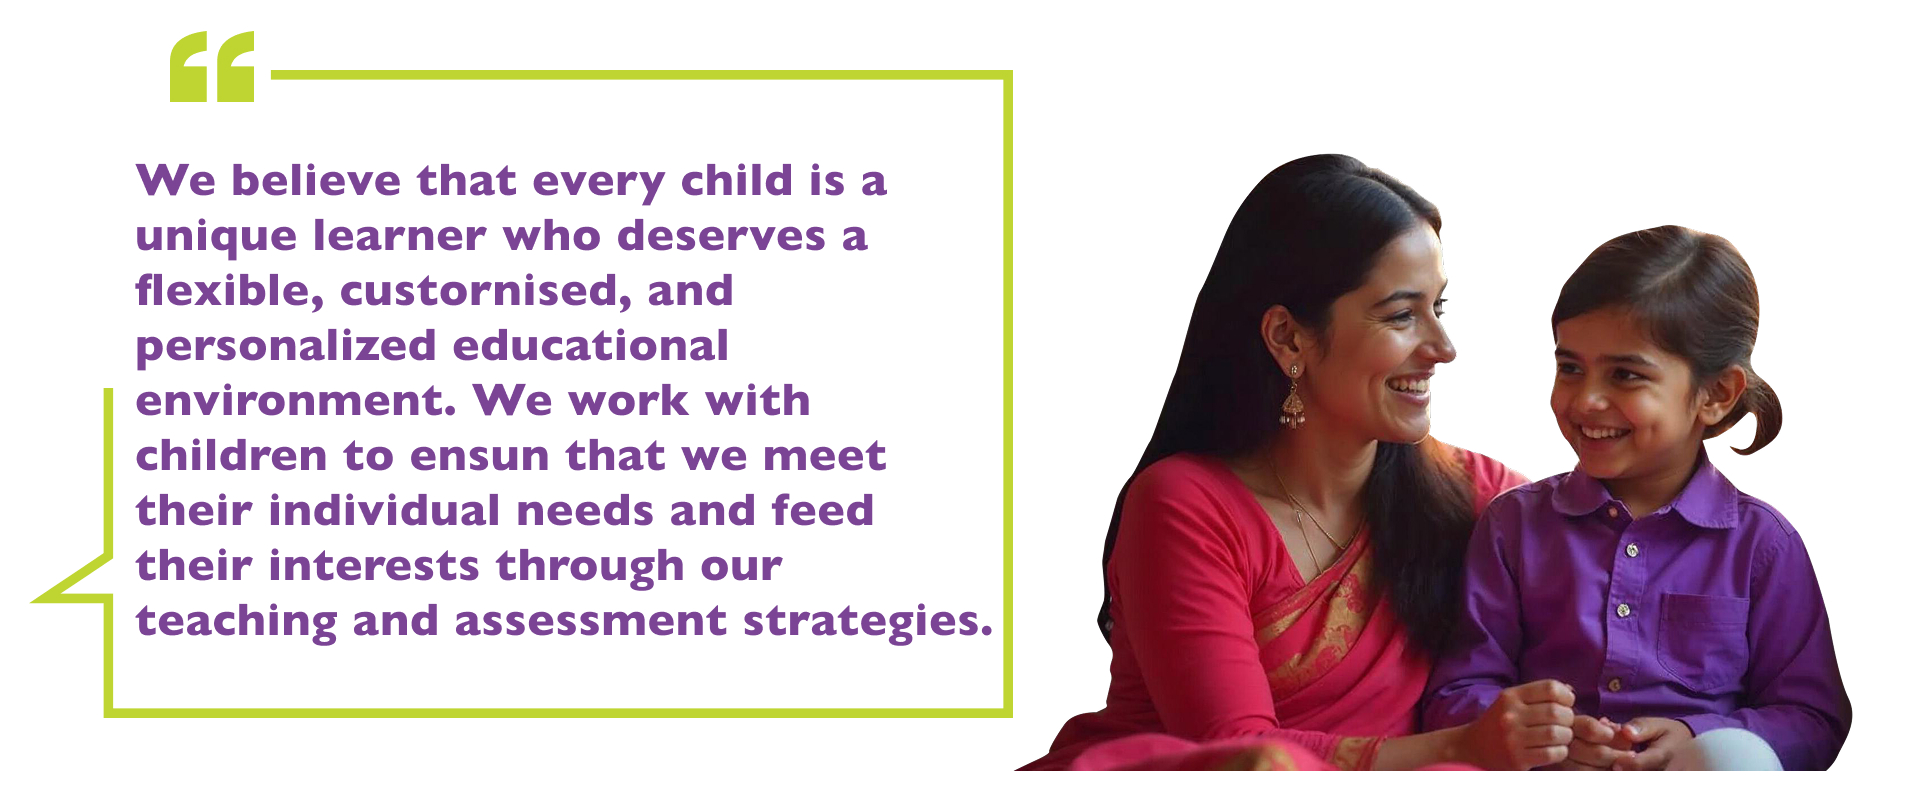 We believe that every child is a
unique learner who deserves a
flexible, custornised, and
personalized educational
environment. We work with
children to ensun that we meet
their individual needs and feed
their interests through our
teaching and assessment strategies.